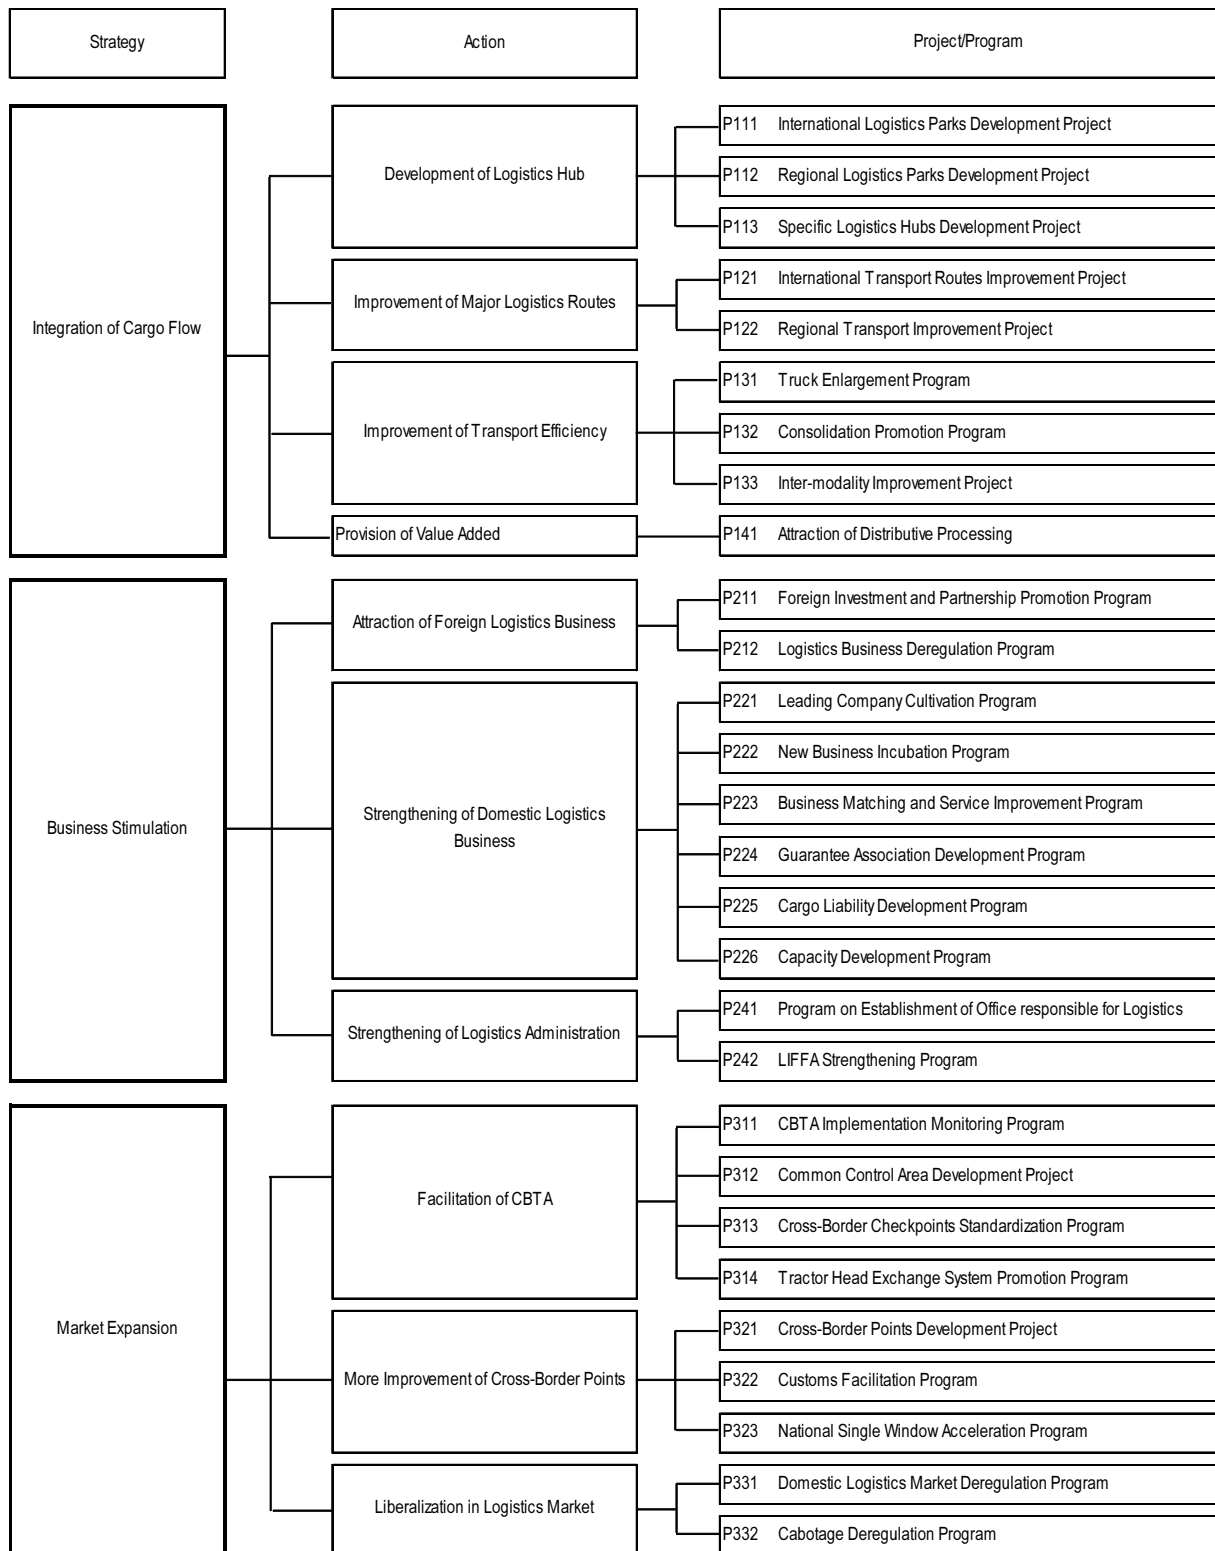 Strategy
Action
Project/Program
Integration of Cargo Flow
Development of Logistics Hub
P111 International Logistics Parks Development Project
P112 Regional Logistics Parks Development Project
P113 Specific Logistics Hubs Development Project
Improvement of Major Logistics Routes
P121 International Transport Routes Improvement Project
P122 Regional Transport Improvement Project
Improvement of Transport Efficiency
P131 Truck Enlargement Program
P132 Consolidation Promotion Program
P133 Inter-modality Improvement Project
Provision of Value Added
P141 Attraction of Distributive Processing
Business Stimulation
Attraction of Foreign Logistics Business
P211 Foreign Investment and Partnership Promotion Program
P212 Logistics Business Deregulation Program
Strengthening of Domestic Logistics
Business
P221 Leading Company Cultivation Program
P222 New Business Incubation Program
P223 Business Matching and Service Improvement Program
P224 Guarantee Association Development Program
P225 Cargo Liability Development Program
P226 Capacity Development Program
Strengthening of Logistics Administration
P241 Program on Establishment of Office responsible for Logistics
P242 LIFFA Strengthening Program
Market Expansion
Facilitation of CBTA
P311 CBTA Implementation Monitoring Program
P312 Common Control Area Development Project
P313 Cross-Border Checkpoints Standardization Program
P314 Tractor Head Exchange System Promotion Program
More Improvement of Cross-Border Points
P321 Cross-Border Points Development Project
P322 Customs Facilitation Program
P323 National Single Window Acceleration Program
Liberalization in Logistics Market
P331 Domestic Logistics Market Deregulation Program
P332 Cabotage Deregulation Program